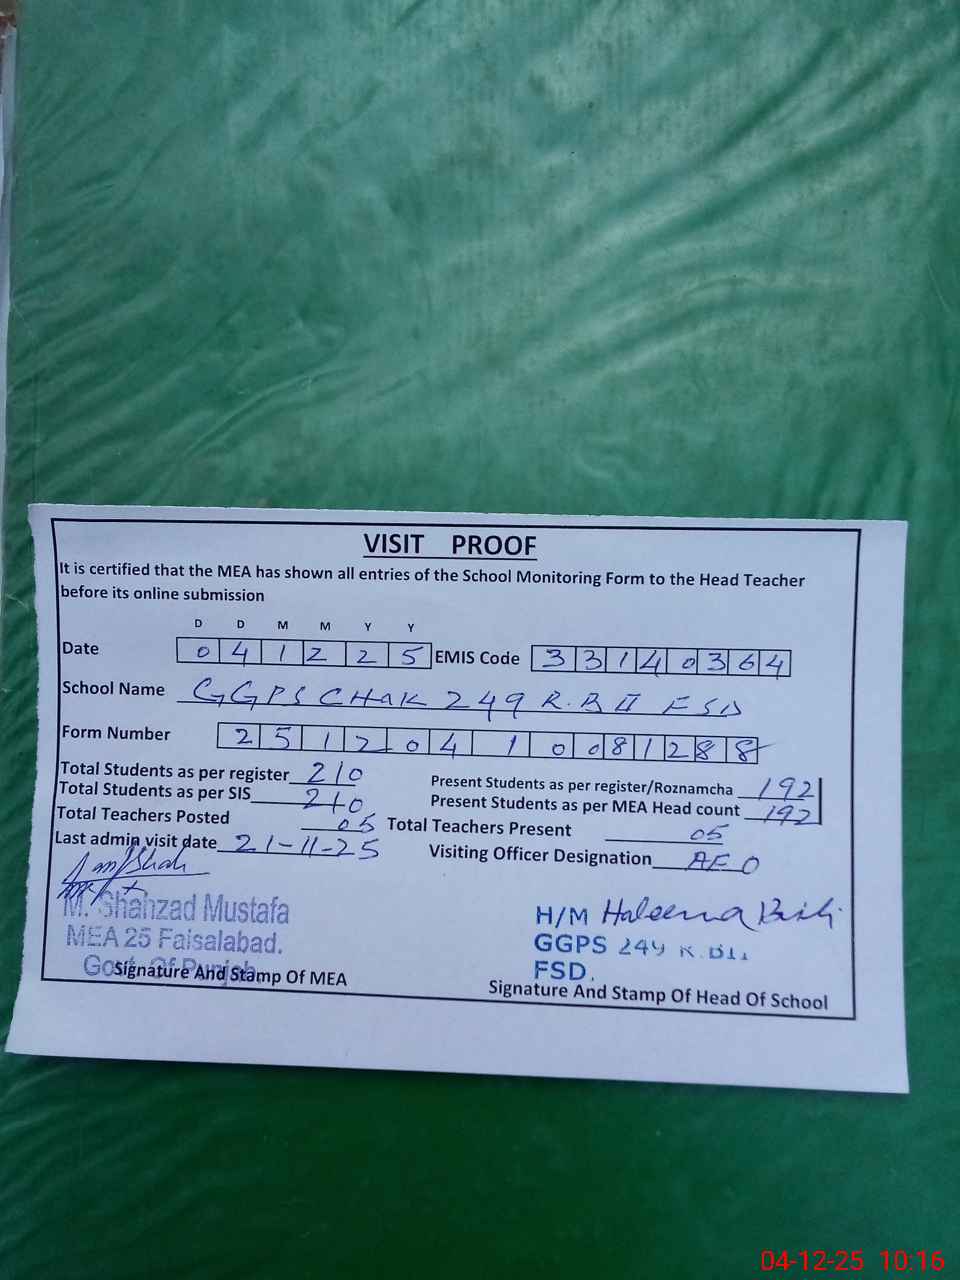 VISIT PROOF
It is certified that the MEA has shown all entries of the School Monitoring Form to the Head Teacher
before its online submission
D D M M Y Y
Date 0 4 1 2 2 5 EMIS Code 3 3 1 4 0 3 6 4
School Name GGPS CHAK 249 R.B II FSD
Form Number 2 5 1 2 0 4 1 0 0 8 1 2 8 8
Total Students as per register 210 Present Students as per register/Roznamcha 192
Total Students as per SIS 210 Present Students as per MEA Head count 192
Total Teachers Posted 05 Total Teachers Present 05
Last admin visit date 21-11-25 Visiting Officer Designation AEO
M. Shahzad Mustafa
MEA 25 Faisalabad.
Govt. Of Punjab
Signature And Stamp Of MEA
H/M Haleema Bibi
GGPS 249 R.BII
FSD.
Signature And Stamp Of Head Of School
04-12-25 10:16